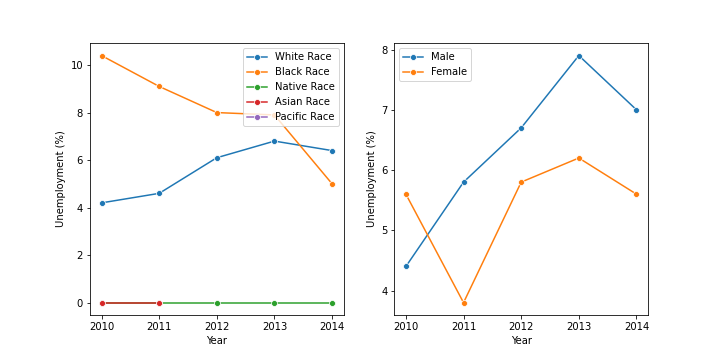 White Race
Black Race
Native Race
Asian Race
Pacific Race
10
8
6
4
2
0
Unemployment (%)
2010 2011 2012 2013 2014
Year
Male
Female
8
7
6
5
4
Unemployment (%)
2010 2011 2012 2013 2014
Year